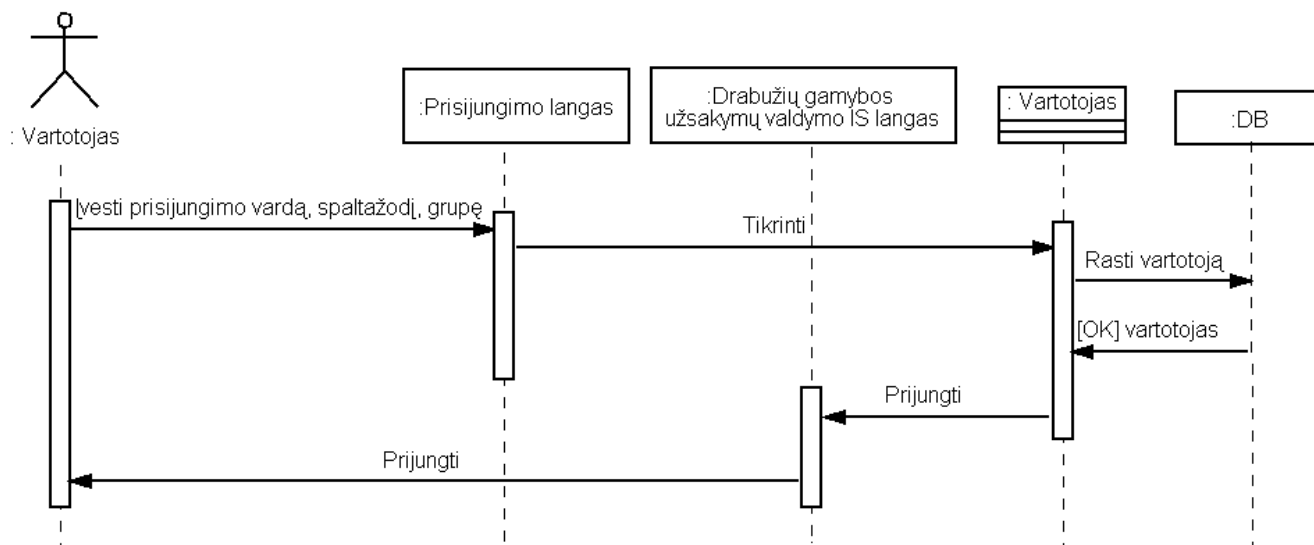 : Vartotojas
:Prisijungimo langas
:Drabužių gamybos
užsakymų valdymo IS langas
: Vartotojas
:DB
Įvesti prisijungimo vardą, spaltažodį, grupę
Tikrinti
Rasti vartotoją
[OK] vartotojas
Prijungti
Prijungti